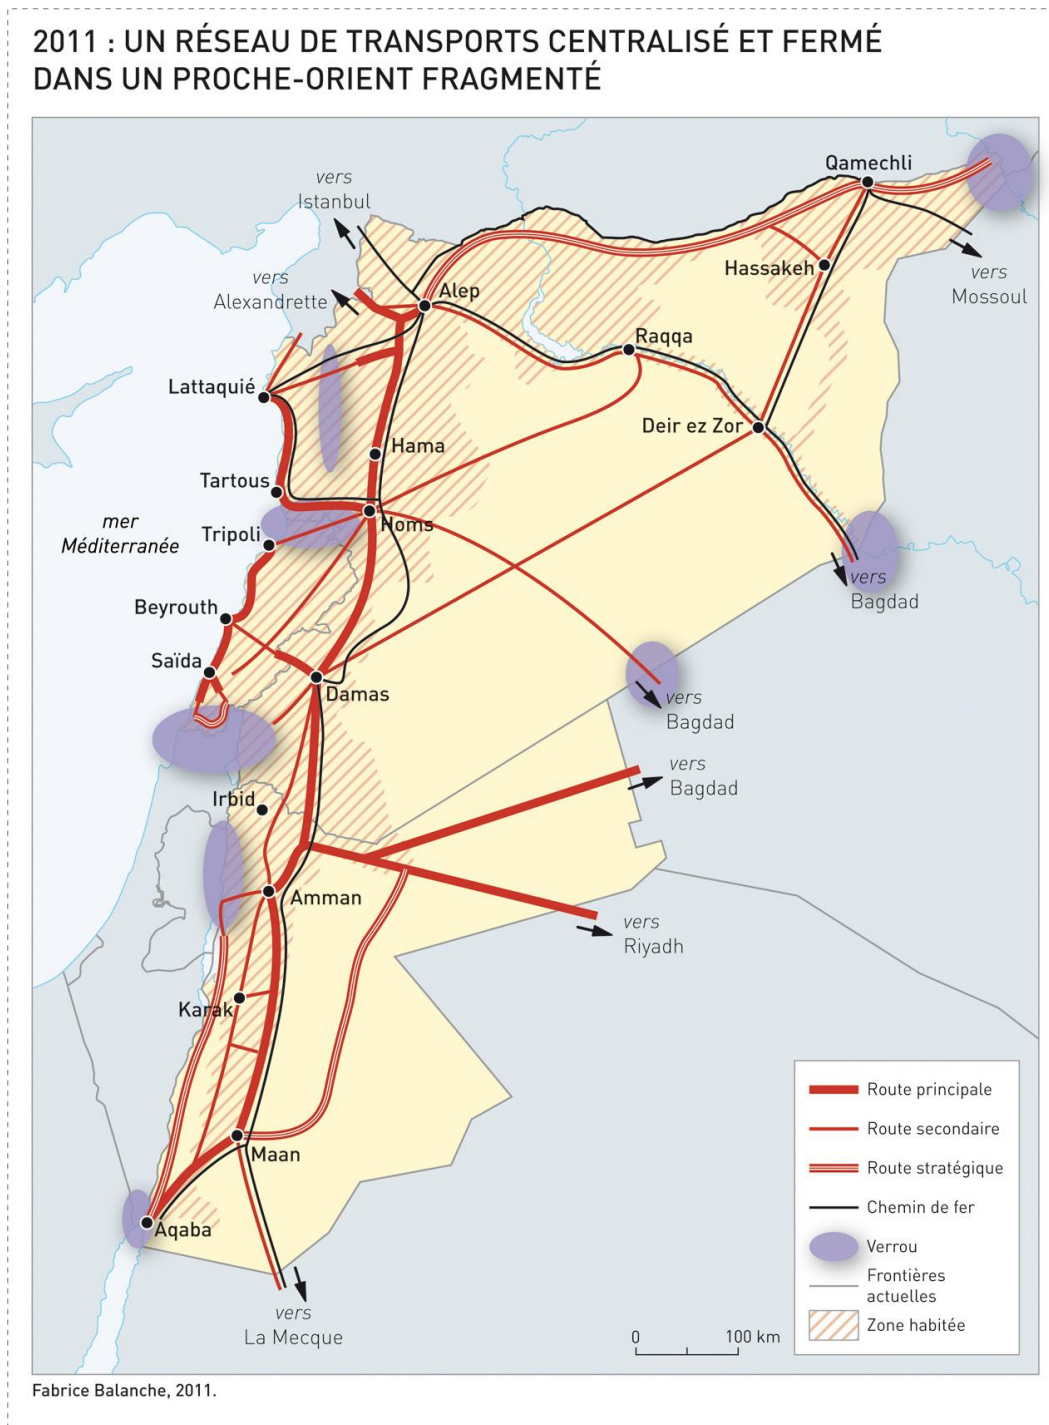 2011 : UN RÉSEAU DE TRANSPORTS CENTRALISÉ ET FERMÉ
DANS UN PROCHE-ORIENT FRAGMENTÉ
Qamechli
vers
Istanbul
Hassakeh
vers
Mossoul
vers
Alexandrette
Alep
Raqqa
Lattaquié
Deir ez Zor
Hama
Tartous
mer
Méditerranée
Homs
Tripoli
vers
Bagdad
Beyrouth
Saïda
Damas
vers
Bagdad
vers
Bagdad
Irbid
Amman
vers
Riyadh
Karak
Maan
Aqaba
vers
La Mecque
Route principale
Route secondaire
Route stratégique
Chemin de fer
Verrou
Frontières
actuelles
Zone habitée
0 100 km
Fabrice Balanche, 2011.